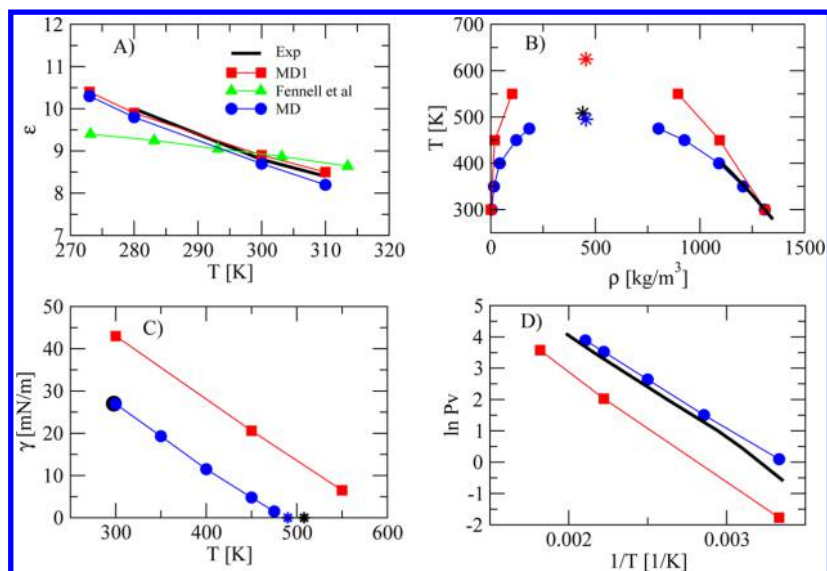 A)
Exp
MD1
Fennell et al
MD
ε
12
11
10
9
8
7
6
5
270 280 290 300 310 320
T [K]
B)
T [K]
700
600
500
400
300
0 500 1000 1500
ρ [kg/m³]
C)
γ [mN/m]
50
40
30
20
10
0
300 400 500 600
T [K]
D)
ln Pv
5
4
3
2
1
0
-1
-2
0.002 0.003
1/T [1/K]